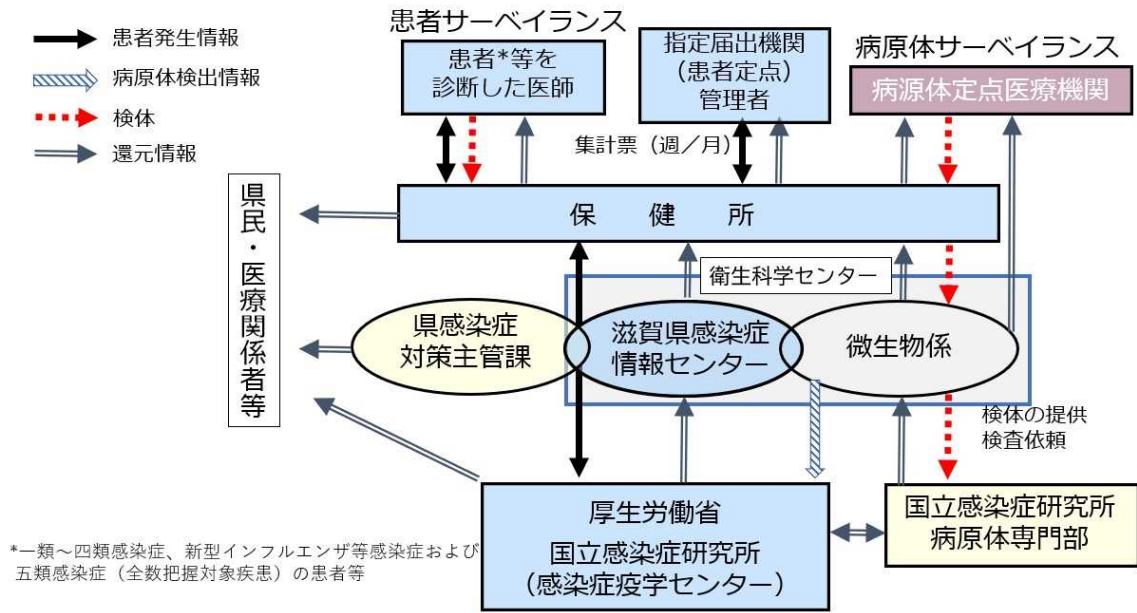 患者発生情報
病原体検出情報
検体
還元情報
患者サーベイランス
患者*等を
診断した医師
指定届出機関
(患者定点)
管理者
病原体サーベイランス
病源体定点医療機関
集計票（週／月）
保　健　所
県民・医療関係者等
衛生科学センター
県感染症
対策主管課
滋賀県感染症
情報センター
微生物係
検体の提供
検査依頼
厚生労働省
国立感染症研究所
（感染症疫学センター）
国立感染症研究所
病原体専門部
*一類～四類感染症、新型インフルエンザ等感染症および
五類感染症（全数把握対象疾患）の患者等